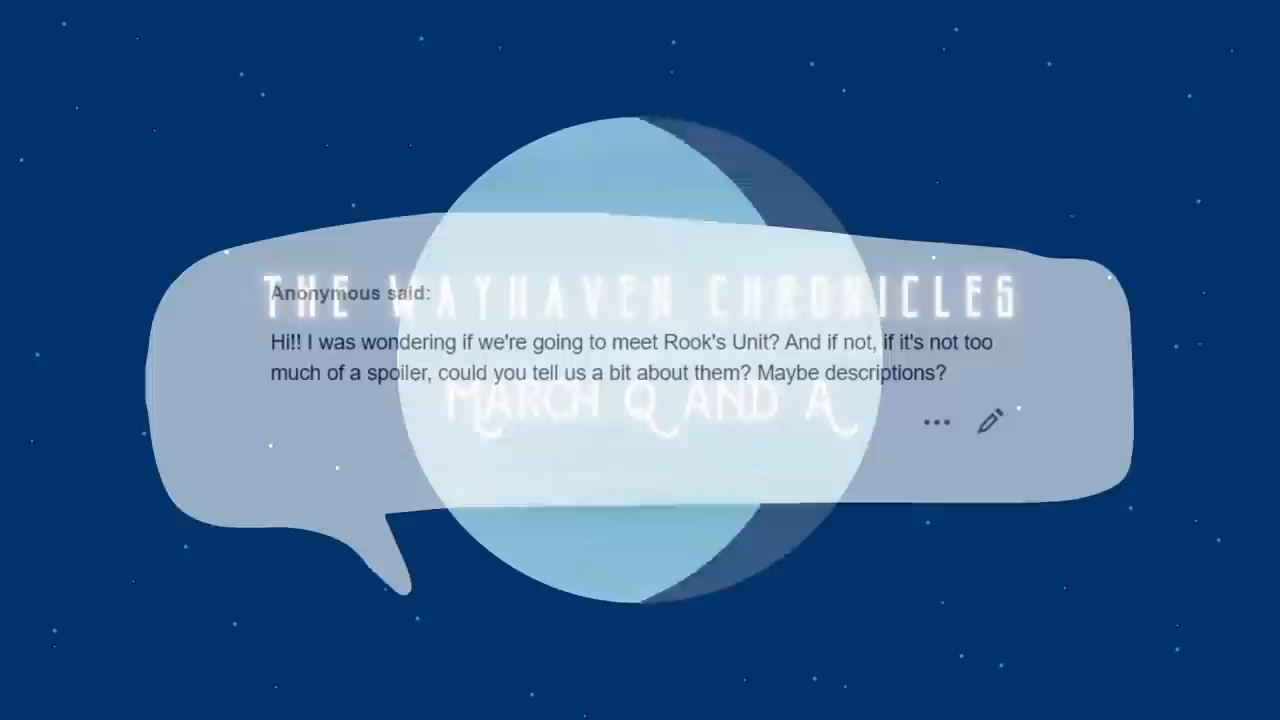 THE WAYHAVEN CHRONICLES
Anonymous said:
Hi!! I was wondering if we're going to meet Rook's Unit? And if not, if it's not too
much of a spoiler, could you tell us a bit about them? Maybe descriptions?
MARCH Q AND A